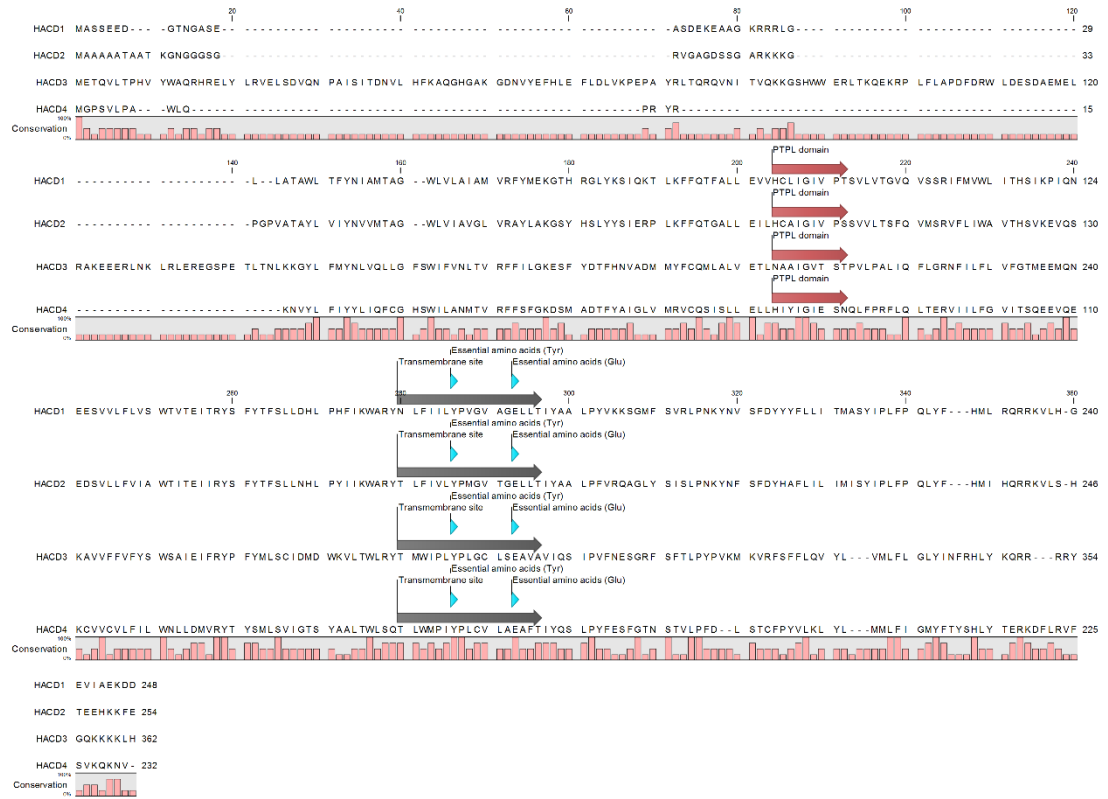 20 40 60 80 100 120
HACD1 MASSEED--- -GTNGASE-- ---------- ---------- ---------- ---------- ---------- -ASDEKEAAG KRRRLG---- ---------- ---------- ---------- 29
HACD2 MAAAAATAAT KGNGGGSG-- ---------- ---------- ---------- ---------- ---------- -RVGAGDSSG ARKKKG---- ---------- ---------- ---------- 33
HACD3 METQVLTPHV YWAQRHRELY LRVELSDVQN PAISITDNVL HFKAQGHGAK GDNVYEFHLE FLDLVKPEPA YRLTQRQVNI TVQKKGSHWW ERLTKQEKRP LFLAPDFDRW LDESDAEMEL 120
HACD4 MGPSVLPA-- --WLQ----- ---------- ---------- ---------- ---------- --------PR YR-------- ---------- ---------- ---------- ---------- 15
100%
Conservation
0%
140 160 180 200 220 240
PTPL domain
HACD1 ---------- ---------- -L--LATAWL TFYNIAMTAG --WLVLAIAM VRFYMEKGTH RGLYKSIQKT LKFFQTFALL EVVHCLIGIV PTSVLVTGVQ VSSRIFMVWL ITHSIKPIQN 124
PTPL domain
HACD2 ---------- ---------- -PGPVATAYL VIYNVVMTAG --WLVIAVGL VRAYLAKGSY HSLYYSIERP LKFFQTGALL EILHCAIGIV PSSVVLTSFQ VMSRVFLIWA VTHSVKEVQS 130
PTPL domain
HACD3 RAKEEERLNK LRLEREGSPE TLTNLKKGYL FMYNLVQLLG FSWIFVNLTV RFFILGKESF YDTFHNVADM MYFCQMLALV ETLNAAIGVT STPVLPALIQ FLGRNFILFL VFGTMEEMQN 240
PTPL domain
HACD4 ---------- ---------- -----KNVYL FIYYLIQFCG HSWILANMTV RFFSFGKDSM ADTFYAIGLV MRVCQSISLL ELLHIYIGIE SNQLFPRFLQ LTERVIILFG VITSQEEVQE 110
100%
Conservation
0%
Essential amino acids (Tyr)
Transmembrane site Essential amino acids (Glu)
260 280 300 320 340 360
HACD1 EESVVLFLVS WTVTEITRYS FYTFSLLDHL PHFIKWARYN LFIILYPVGV AGELLTIYAA LPYVKKSGMF SVRLPNKYNV SFDYYYFLLI TMASYIPLFP QLYF---HML RQRRKVLH-G 240
Essential amino acids (Tyr)
Transmembrane site Essential amino acids (Glu)
HACD2 EDSVLLFVIA WTITEIIRYS FYTFSLLNHL PYIIKWARYT LFIVLYPMGV TGELLTIYAA LPFVRQAGLY SISLPNKYNF SFDYHAFLIL IMISYIPLFP QLYF---HMI HQRRKVLS-H 246
Essential amino acids (Tyr)
Transmembrane site Essential amino acids (Glu)
HACD3 KAVVFFVFYS WSAIEIFRYP FYMLSCIDMD WKVLTWLRYT MWIPLYPLGC LSEAVAVIQS IPVFNESGRF SFTLPYPVKM KVRFSFFLQV YL---VMLFL GLYINFRHLY KQRR---RRY 354
Essential amino acids (Tyr)
Transmembrane site Essential amino acids (Glu)
HACD4 KCVVCVLFIL WNLLDMVRYT YSMLSVIGTS YAALTWLSQT LWMPIYPLCV LAEAFTIYQS LPYFESFGTN STVLPFD--L STCFPYVLKL YL---MMLFI GMYFTYSHLY TERKDFLRVF 225
100%
Conservation
0%
HACD1 EVIAEKDD 248
HACD2 TEEHKKFE 254
HACD3 GQKKKKLH 362
HACD4 SVKQKNV- 232
100%
Conservation
0%